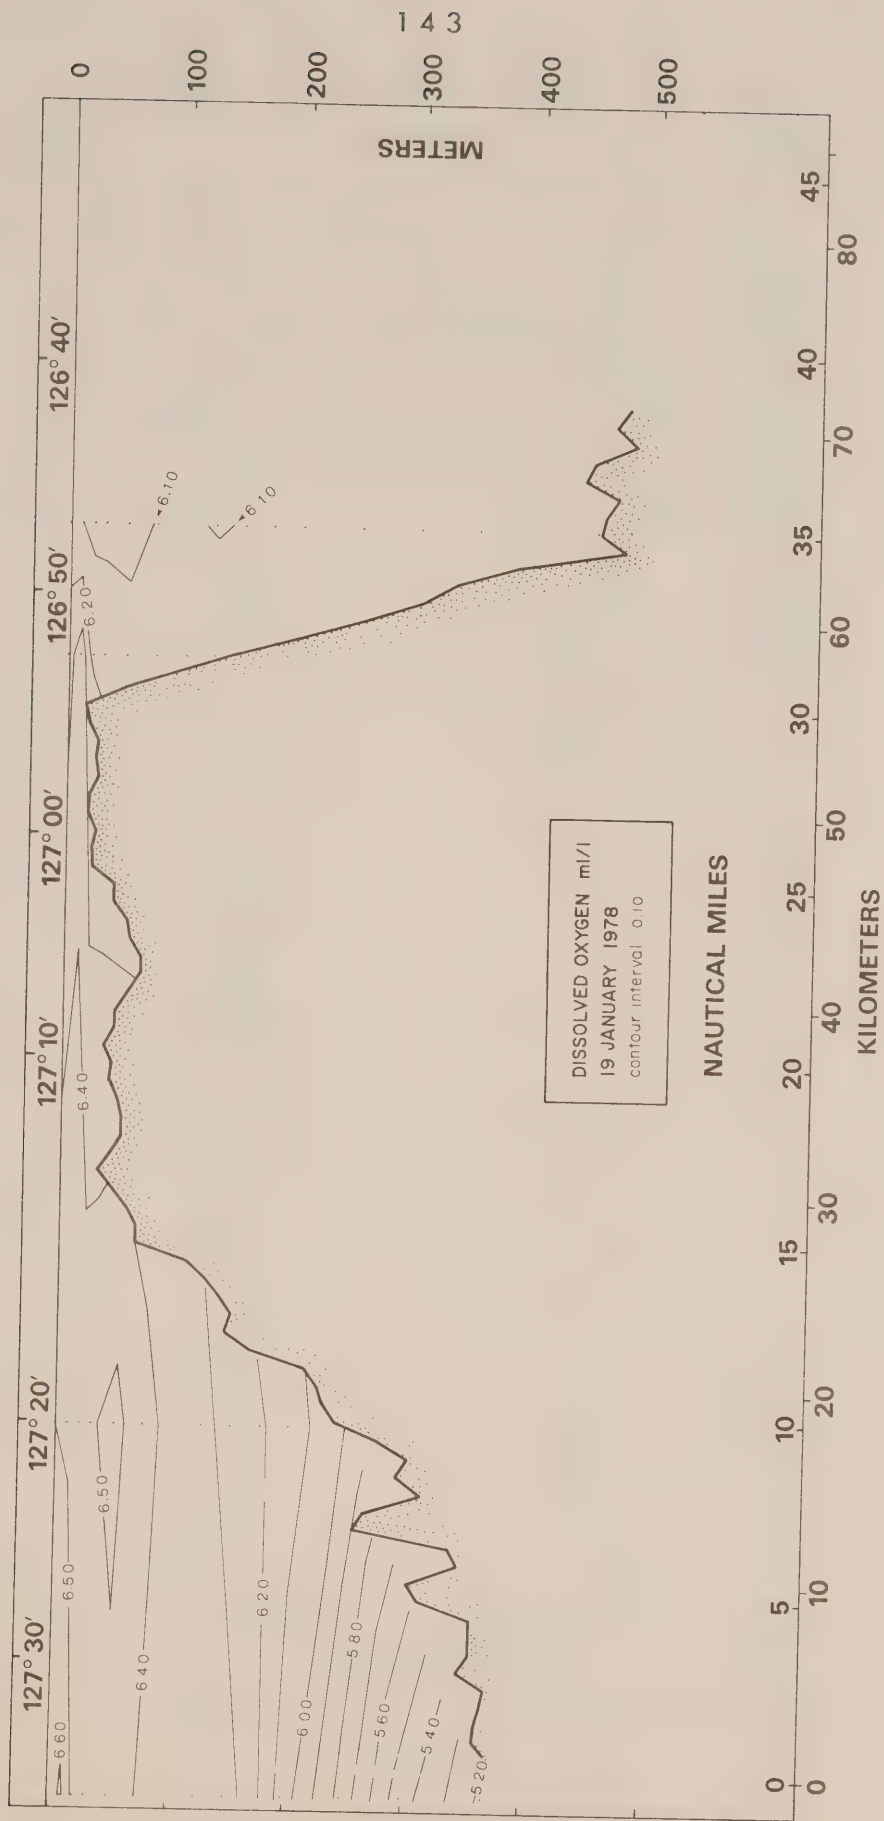 143
127° 30′ 127° 20′ 127° 10′ 127° 00′ 126° 50′ 126° 40′
0
100
200
300
400
500
METERS
6.60
6.50
6.50
6.40
6.40
6.20
6.20
6.10
6.10
6.00
5.80
5.60
5.40
5.20
DISSOLVED OXYGEN ml/l
19 JANUARY 1978
contour interval 0.10
NAUTICAL MILES
0 5 10 15 20 25 30 35 40 45
0 10 20 30 40 50 60 70 80
KILOMETERS